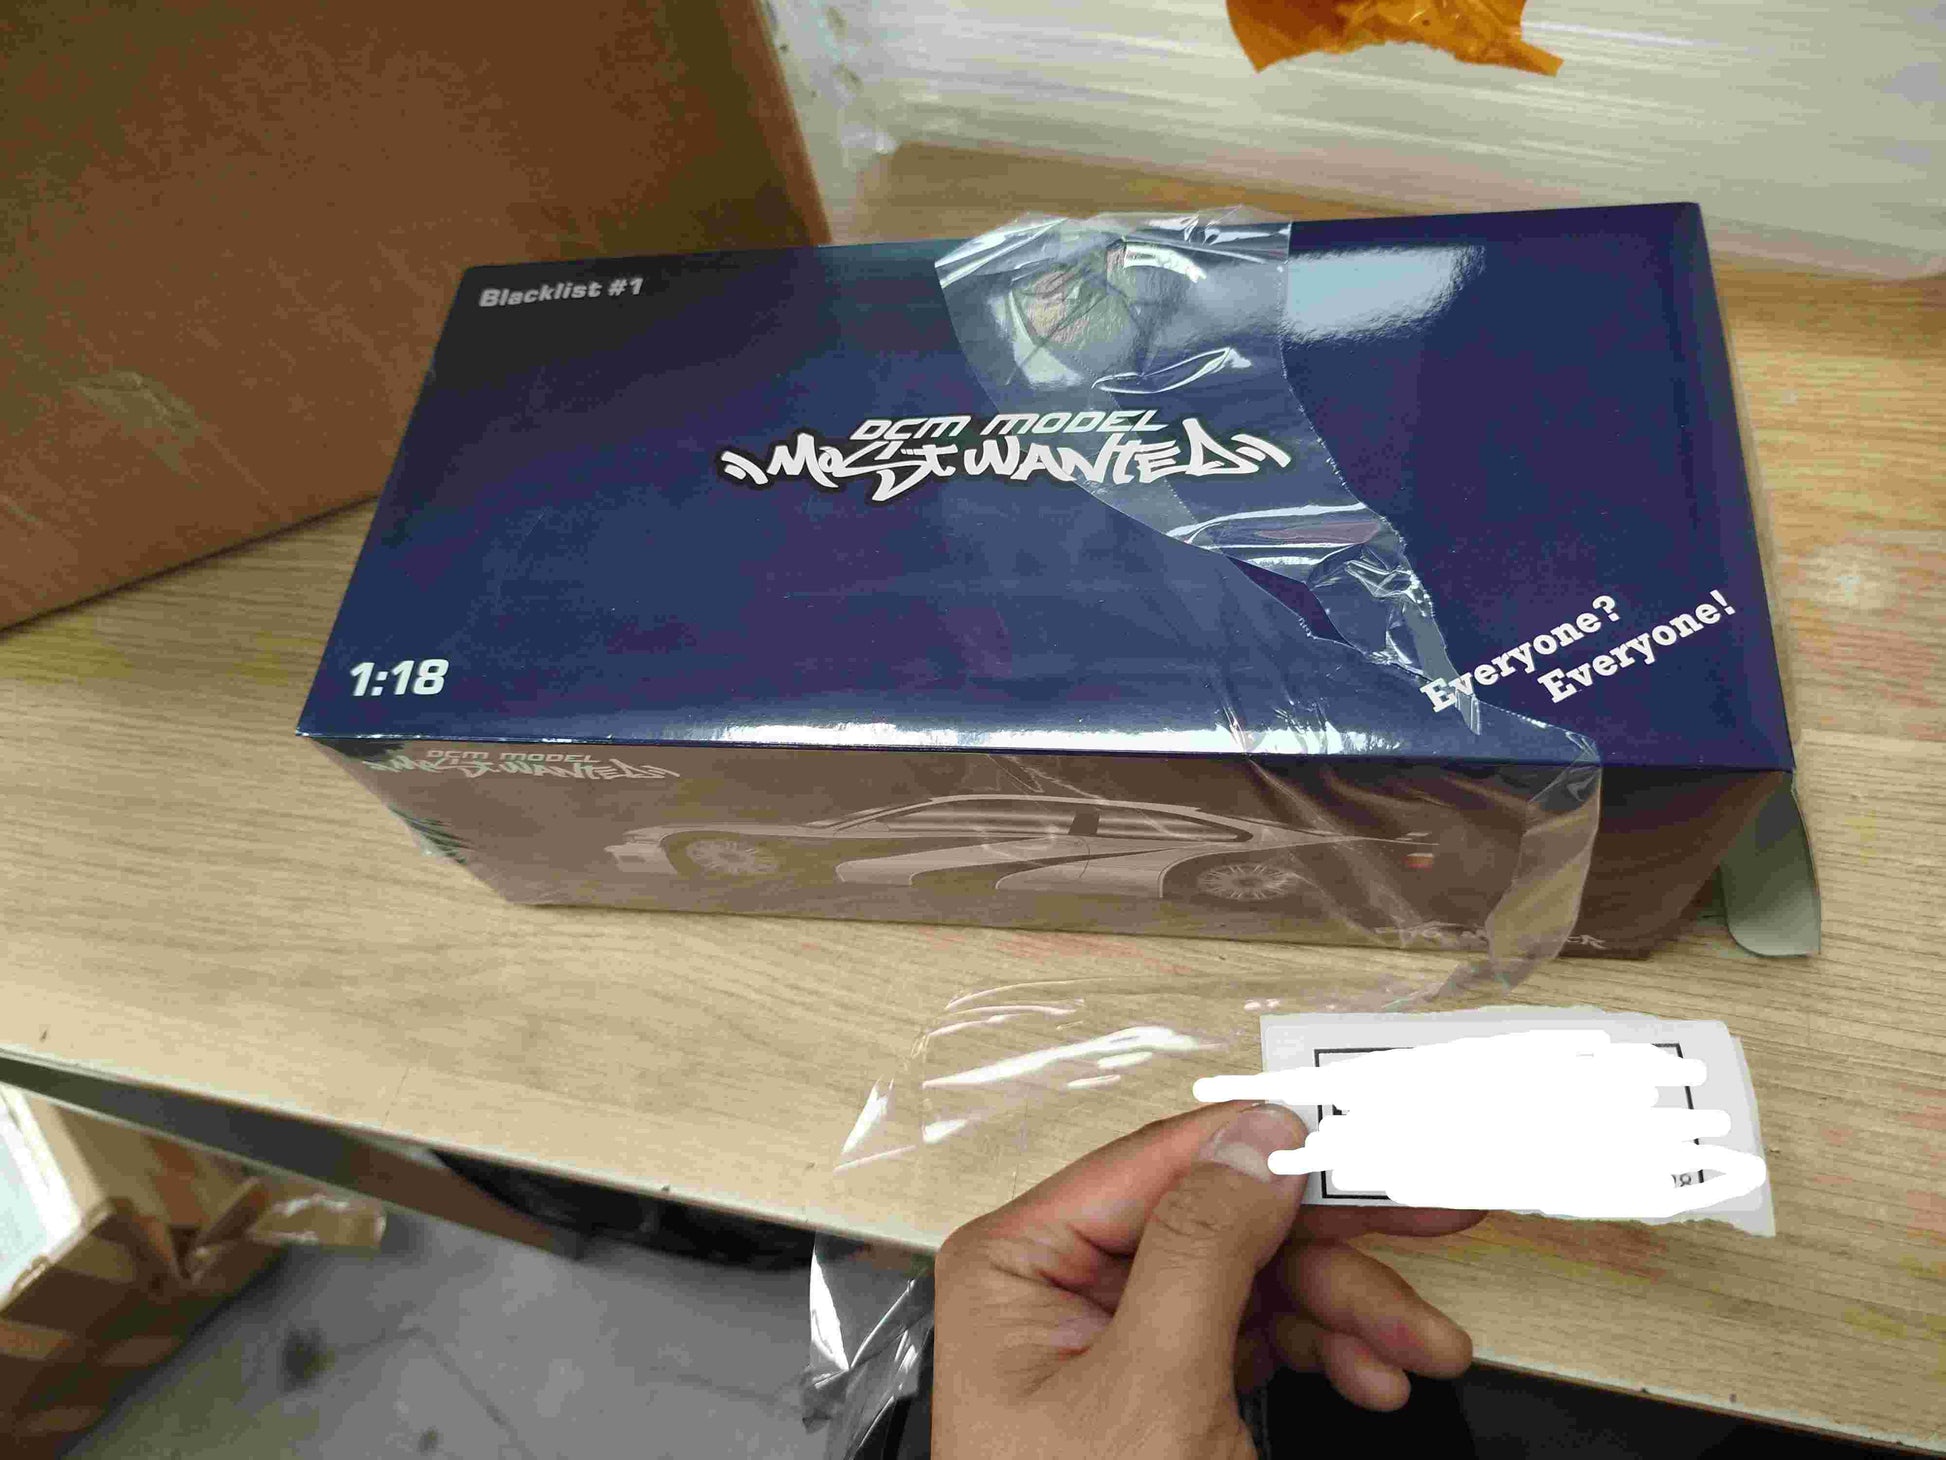 Blacklist #1
DCM MODEL
MOST WANTED
1:18
Everyone?
Everyone!
DCM MODEL
MOST WANTED